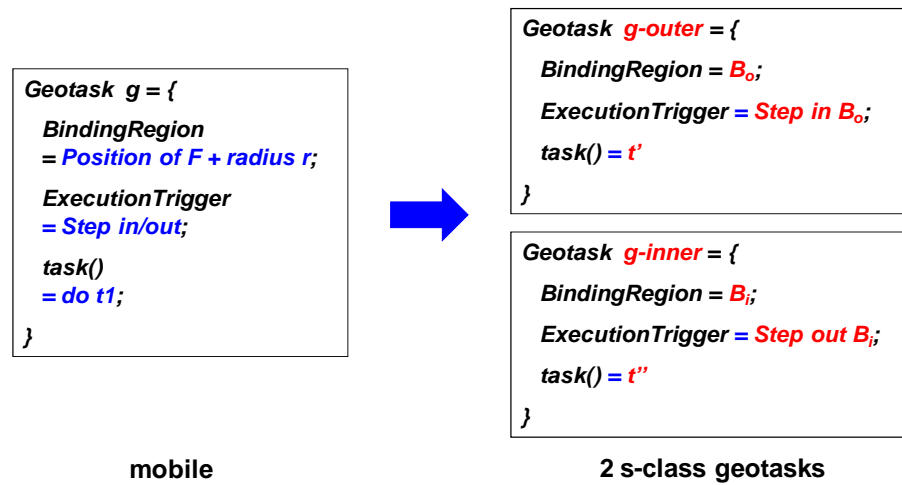 Geotask g = {
BindingRegion
= Position of F + radius r;
ExecutionTrigger
= Step in/out;
task()
= do t1;
}
mobile
Geotask g-outer = {
BindingRegion = Bₒ;
ExecutionTrigger = Step in Bₒ;
task() = t’
}
Geotask g-inner = {
BindingRegion = Bᵢ;
ExecutionTrigger = Step out Bᵢ;
task() = t’’
}
2 s-class geotasks